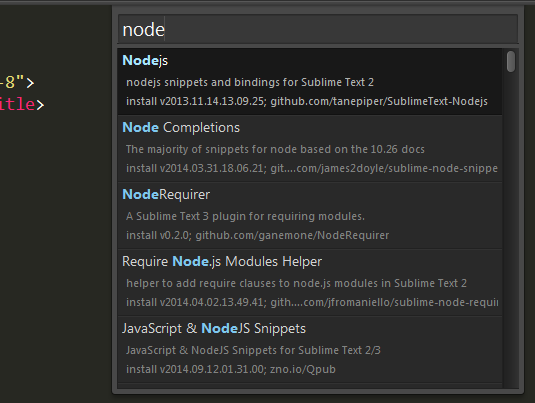 node
-8">
itle>
Nodejs
nodejs snippets and bindings for Sublime Text 2
install v2013.11.14.13.09.25; github.com/tanepiper/SublimeText-Nodejs
Node Completions
The majority of snippets for node based on the 10.26 docs
install v2014.03.31.18.06.21; git....com/james2doyle/sublime-node-snippe
NodeRequirer
A Sublime Text 3 plugin for requiring modules.
install v0.2.0; github.com/ganemone/NodeRequirer
Require Node.js Modules Helper
helper to add require clauses to node.js modules in Sublime Text 2
install v2014.04.02.13.49.41; gith....com/jfromaniello/sublime-node-requir
JavaScript & NodeJS Snippets
JavaScript & NodeJS Snippets for Sublime Text 2/3
install v2014.09.12.01.31.00; zno.io/Qpub